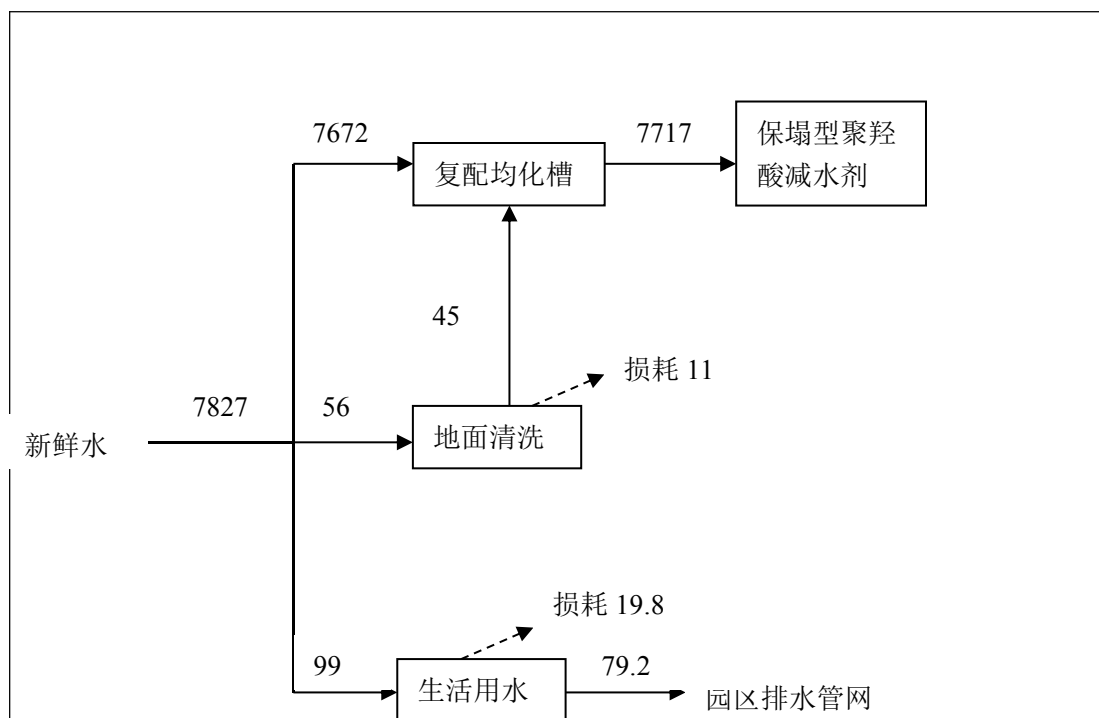 7672
7717
保塌型聚羟
酸减水剂
复配均化槽
45
损耗 11
7827
56
新鲜水
地面清洗
损耗 19.8
99
79.2
生活用水
园区排水管网